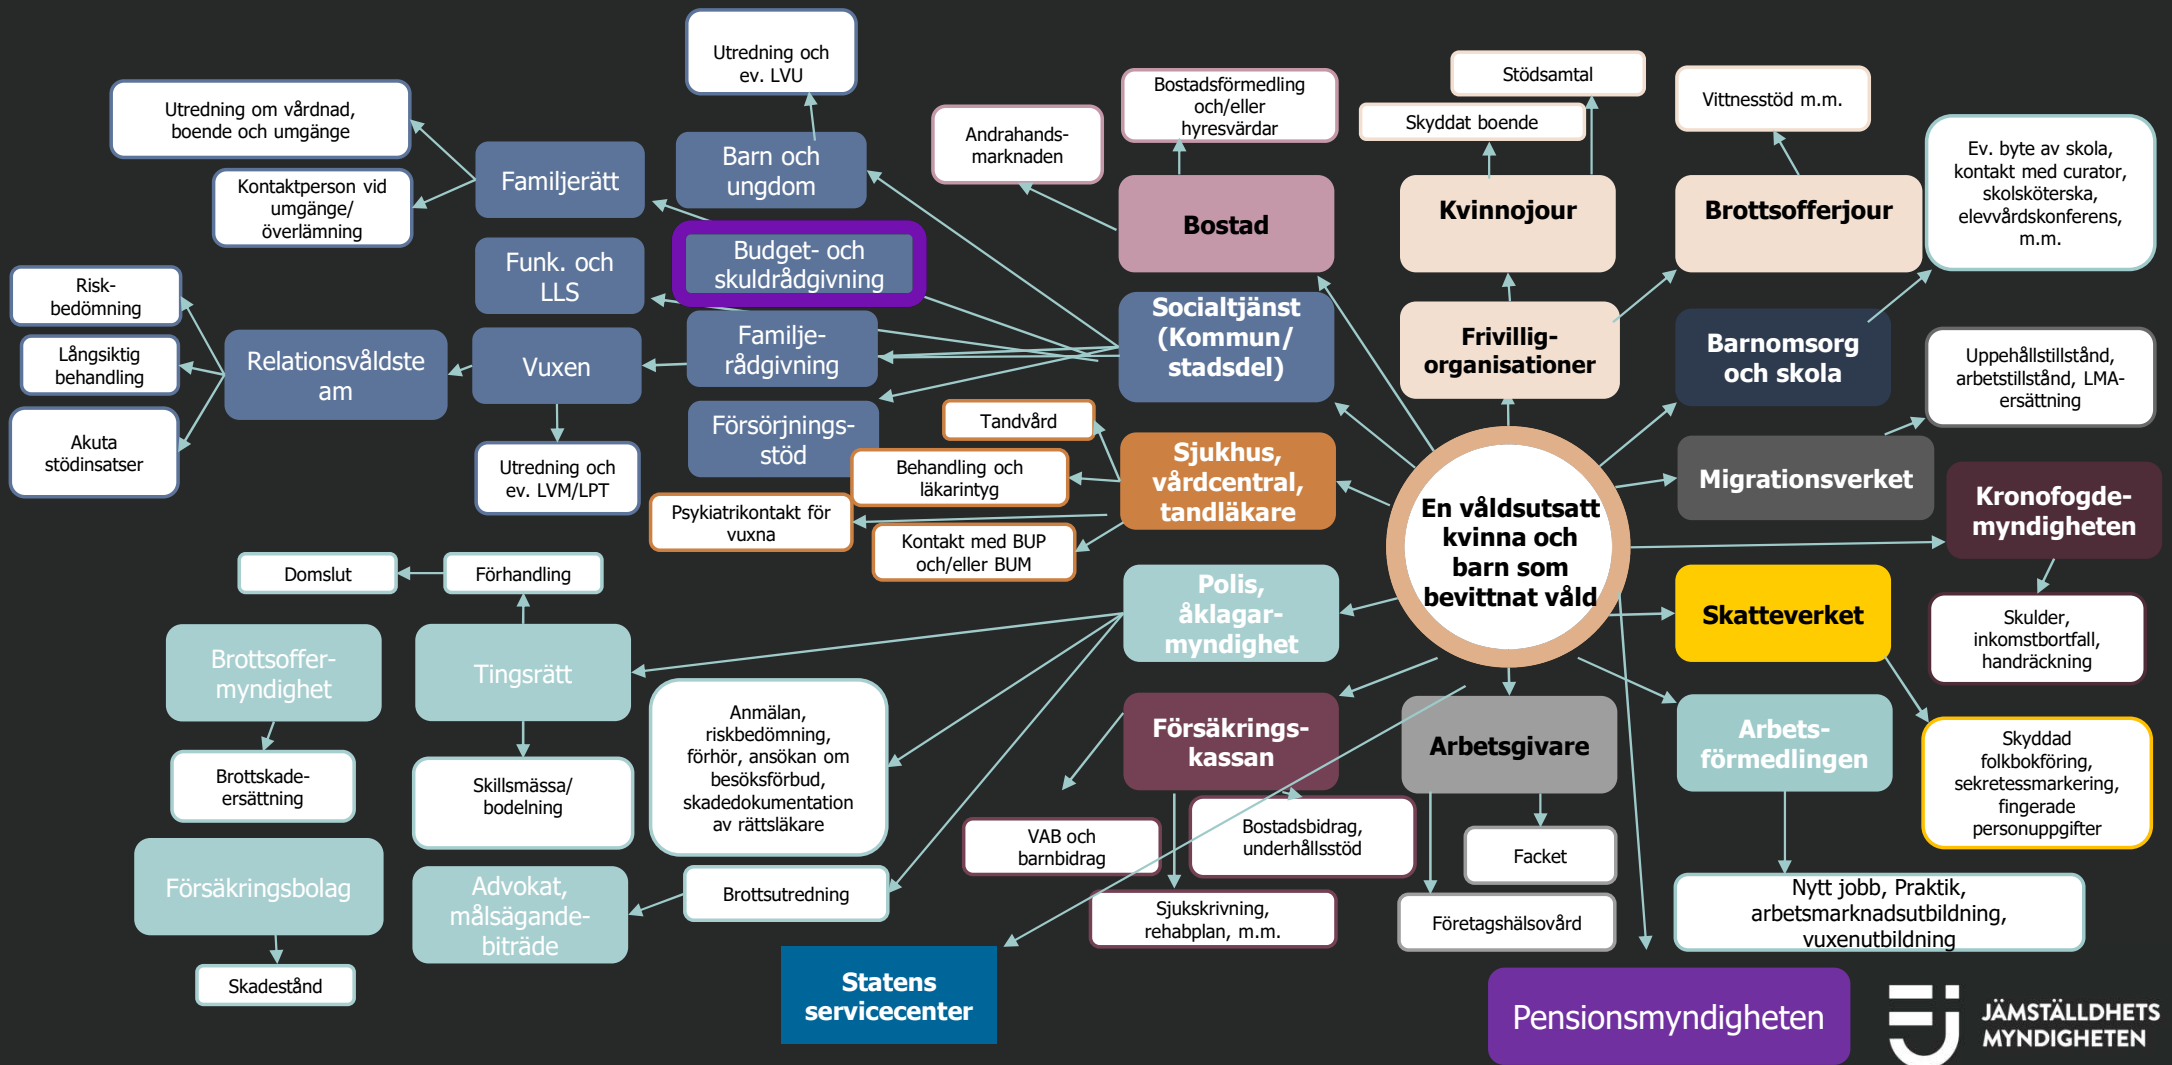 Utredning och
ev. LVU
Utredning om vårdnad,
boende och umgänge
Kontaktperson vid
umgänge/
överlämning
Familjerätt
Barn och
ungdom
Andrahands-
marknaden
Bostadsförmedling
och/eller
hyresvärdar
Stödsamtal
Skyddat boende
Vittnesstöd m.m.
Ev. byte av skola,
kontakt med curator,
skolsköterska,
elevvårdskonferens,
m.m.
Bostad
Kvinnojour
Brottsofferjour
Budget- och
skuldrådgivning
Funk. och
LLS
Risk-
bedömning
Långsiktig
behandling
Akuta
stödinsatser
Relationsvåldste
am
Vuxen
Familje-
rådgivning
Försörjnings-
stöd
Utredning och
ev. LVM/LPT
Socialtjänst
(Kommun/
stadsdel)
Frivillig-
organisationer
Barnomsorg
och skola
Uppehållstillstånd,
arbetstillstånd, LMA-
ersättning
Tandvård
Behandling och
läkarintyg
Psykiatrikontakt för
vuxna
Kontakt med BUP
och/eller BUM
Sjukhus,
vårdcentral,
tandläkare
En våldsutsatt
kvinna och
barn som
bevittnat våld
Migrationsverket
Kronofogde-
myndigheten
Skulder,
inkomstbortfall,
handräckning
Domslut
Förhandling
Brottsoffer-
myndighet
Tingsrätt
Polis,
åklagar-
myndighet
Skatteverket
Brottskade-
ersättning
Skillsmässa/
bodelning
Anmälan,
riskbedömning,
förhör, ansökan om
besöksförbud,
skadedokumentation
av rättsläkare
Försäkrings-
kassan
Arbetsgivare
Arbets-
förmedlingen
Skyddad
folkbokföring,
sekretessmarkering,
fingerade
personuppgifter
Försäkringsbolag
Advokat,
målsägande-
biträde
Brottsutredning
VAB och
barnbidrag
Bostadsbidrag,
underhållsstöd
Sjukskrivning,
rehabplan, m.m.
Facket
Företagshälsovård
Nytt jobb, Praktik,
arbetsmarknadsutbildning,
vuxenutbildning
Skadestånd
Statens
servicecenter
Pensionsmyndigheten
JÄMSTÄLLDHETS
MYNDIGHETEN